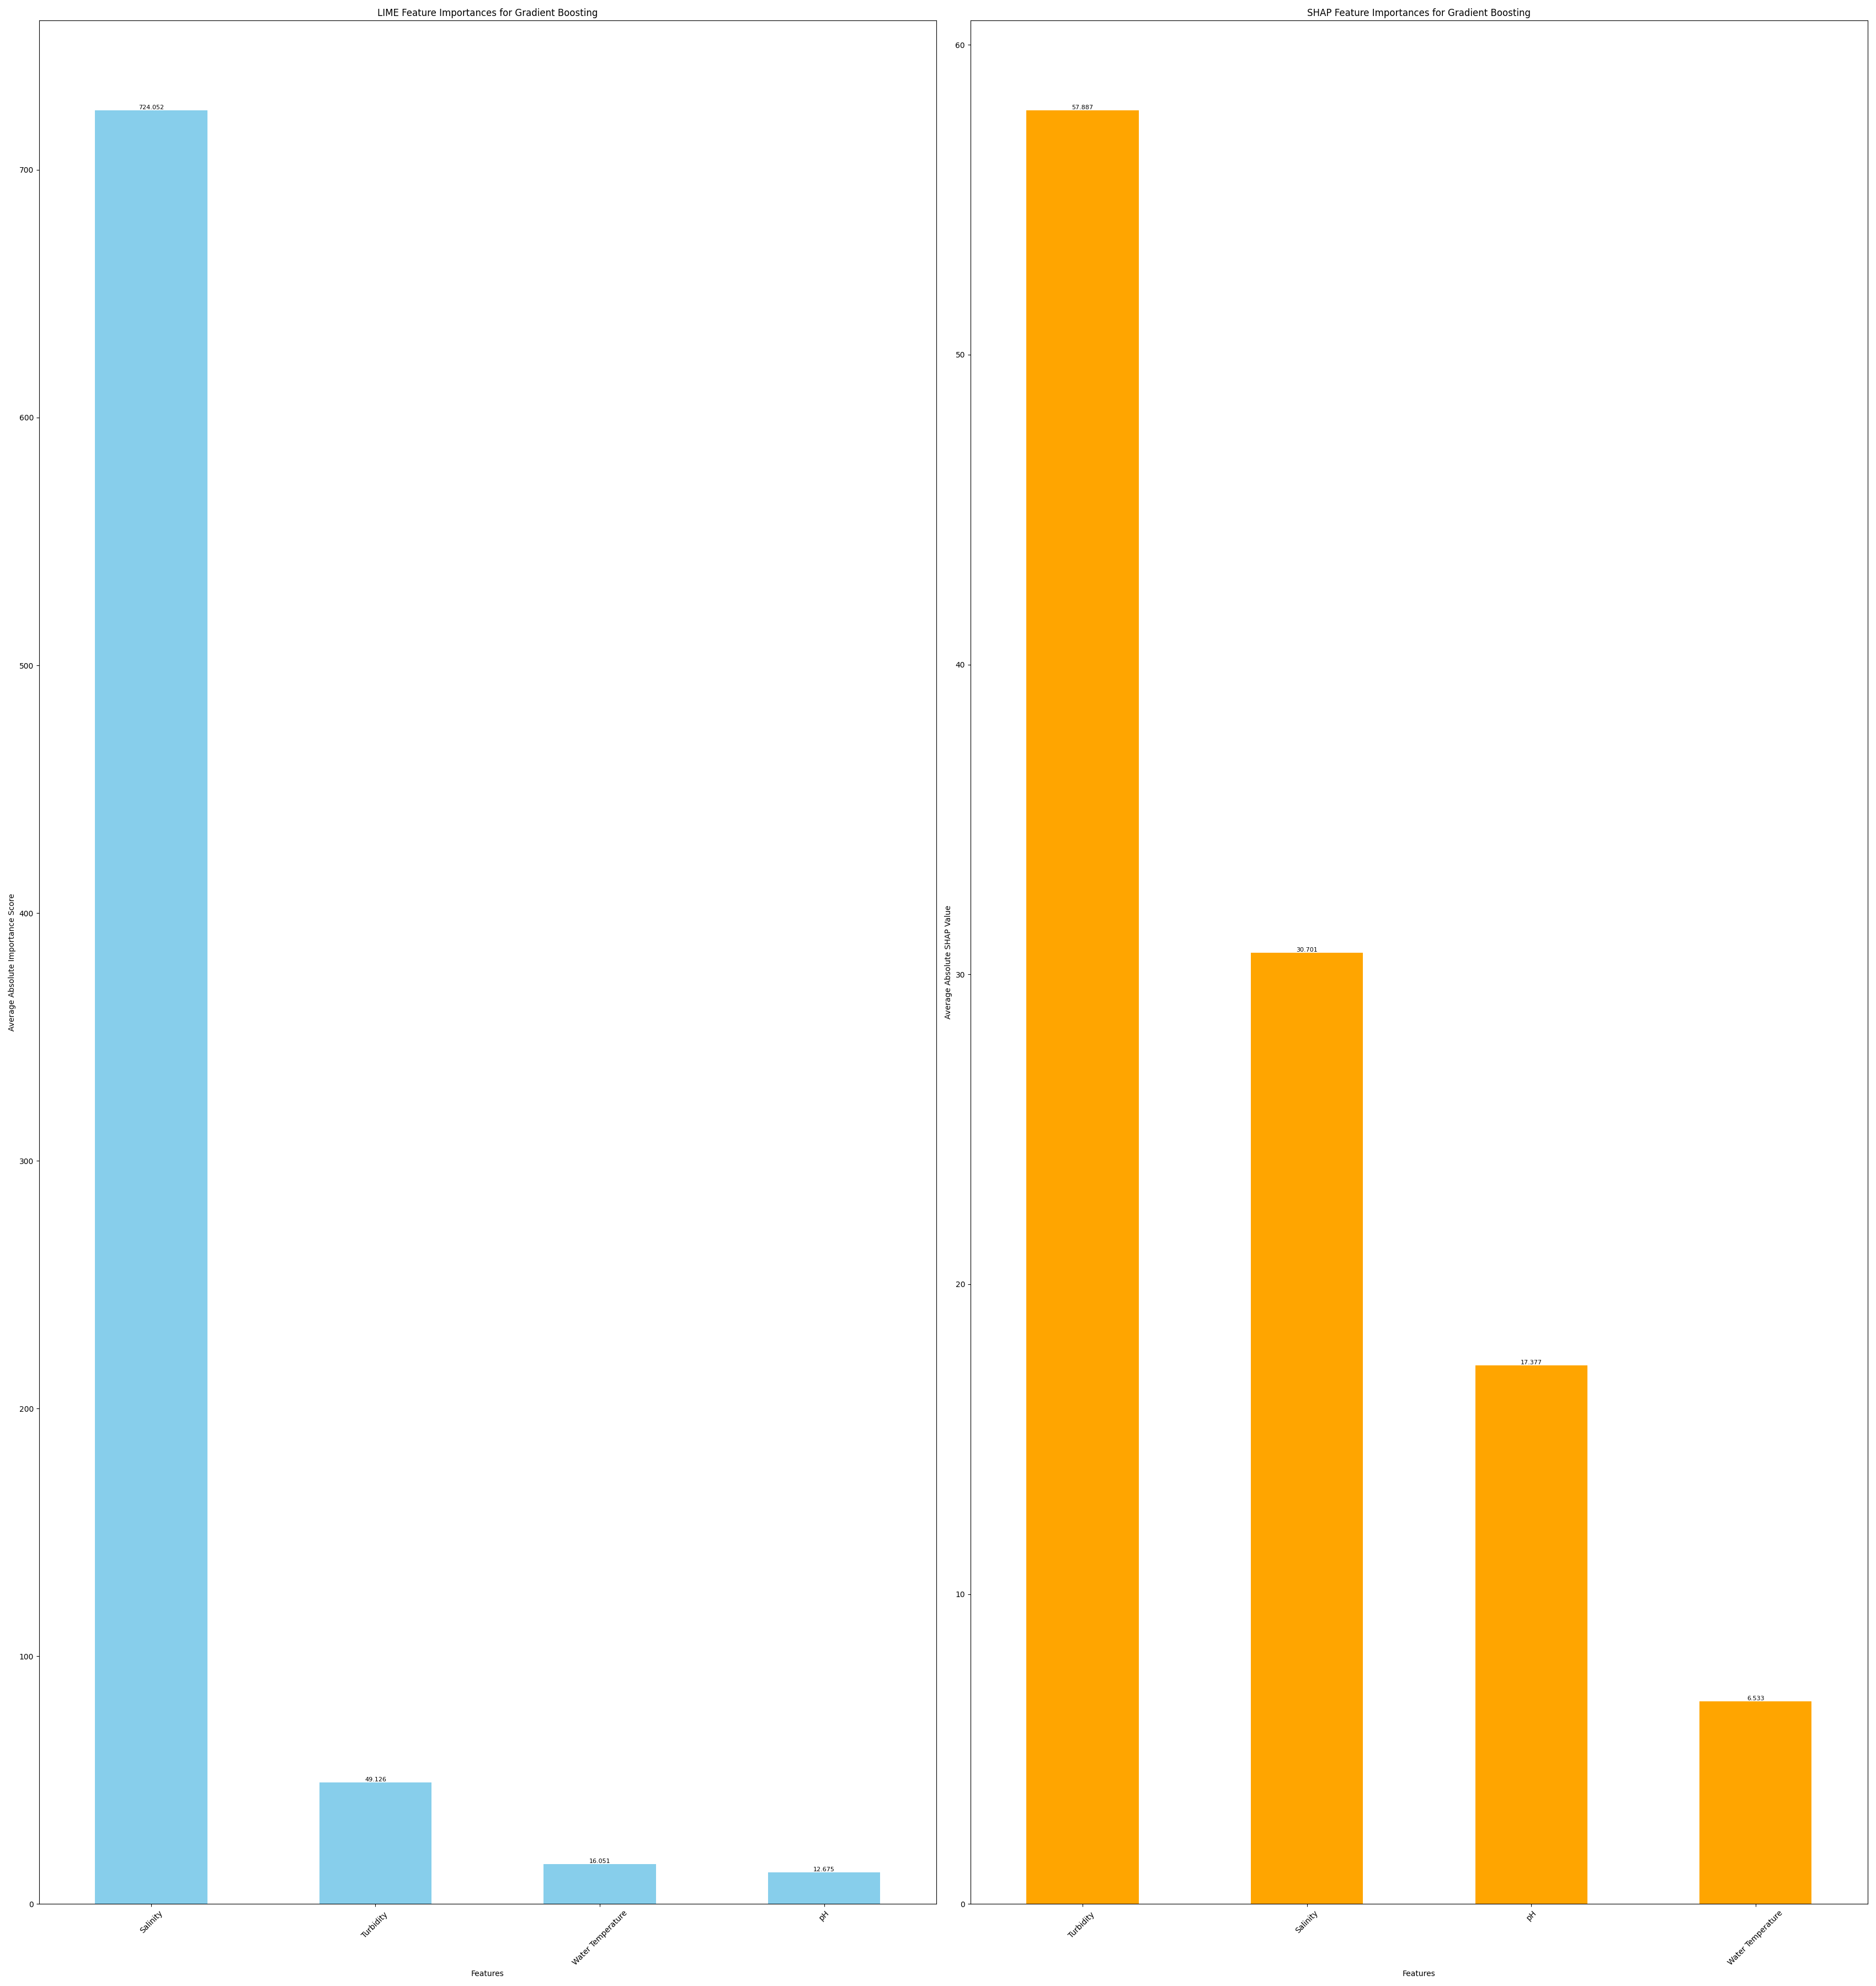 LIME Feature Importances for Gradient Boosting
Average Absolute Importance Score
700
600
500
400
300
200
100
0
724.052
49.126
16.051
12.675
Salinity
Turbidity
Water Temperature
pH
Features
SHAP Feature Importances for Gradient Boosting
Average Absolute SHAP Value
60
50
40
30
20
10
0
57.887
30.701
17.377
6.533
Turbidity
Salinity
pH
Water Temperature
Features